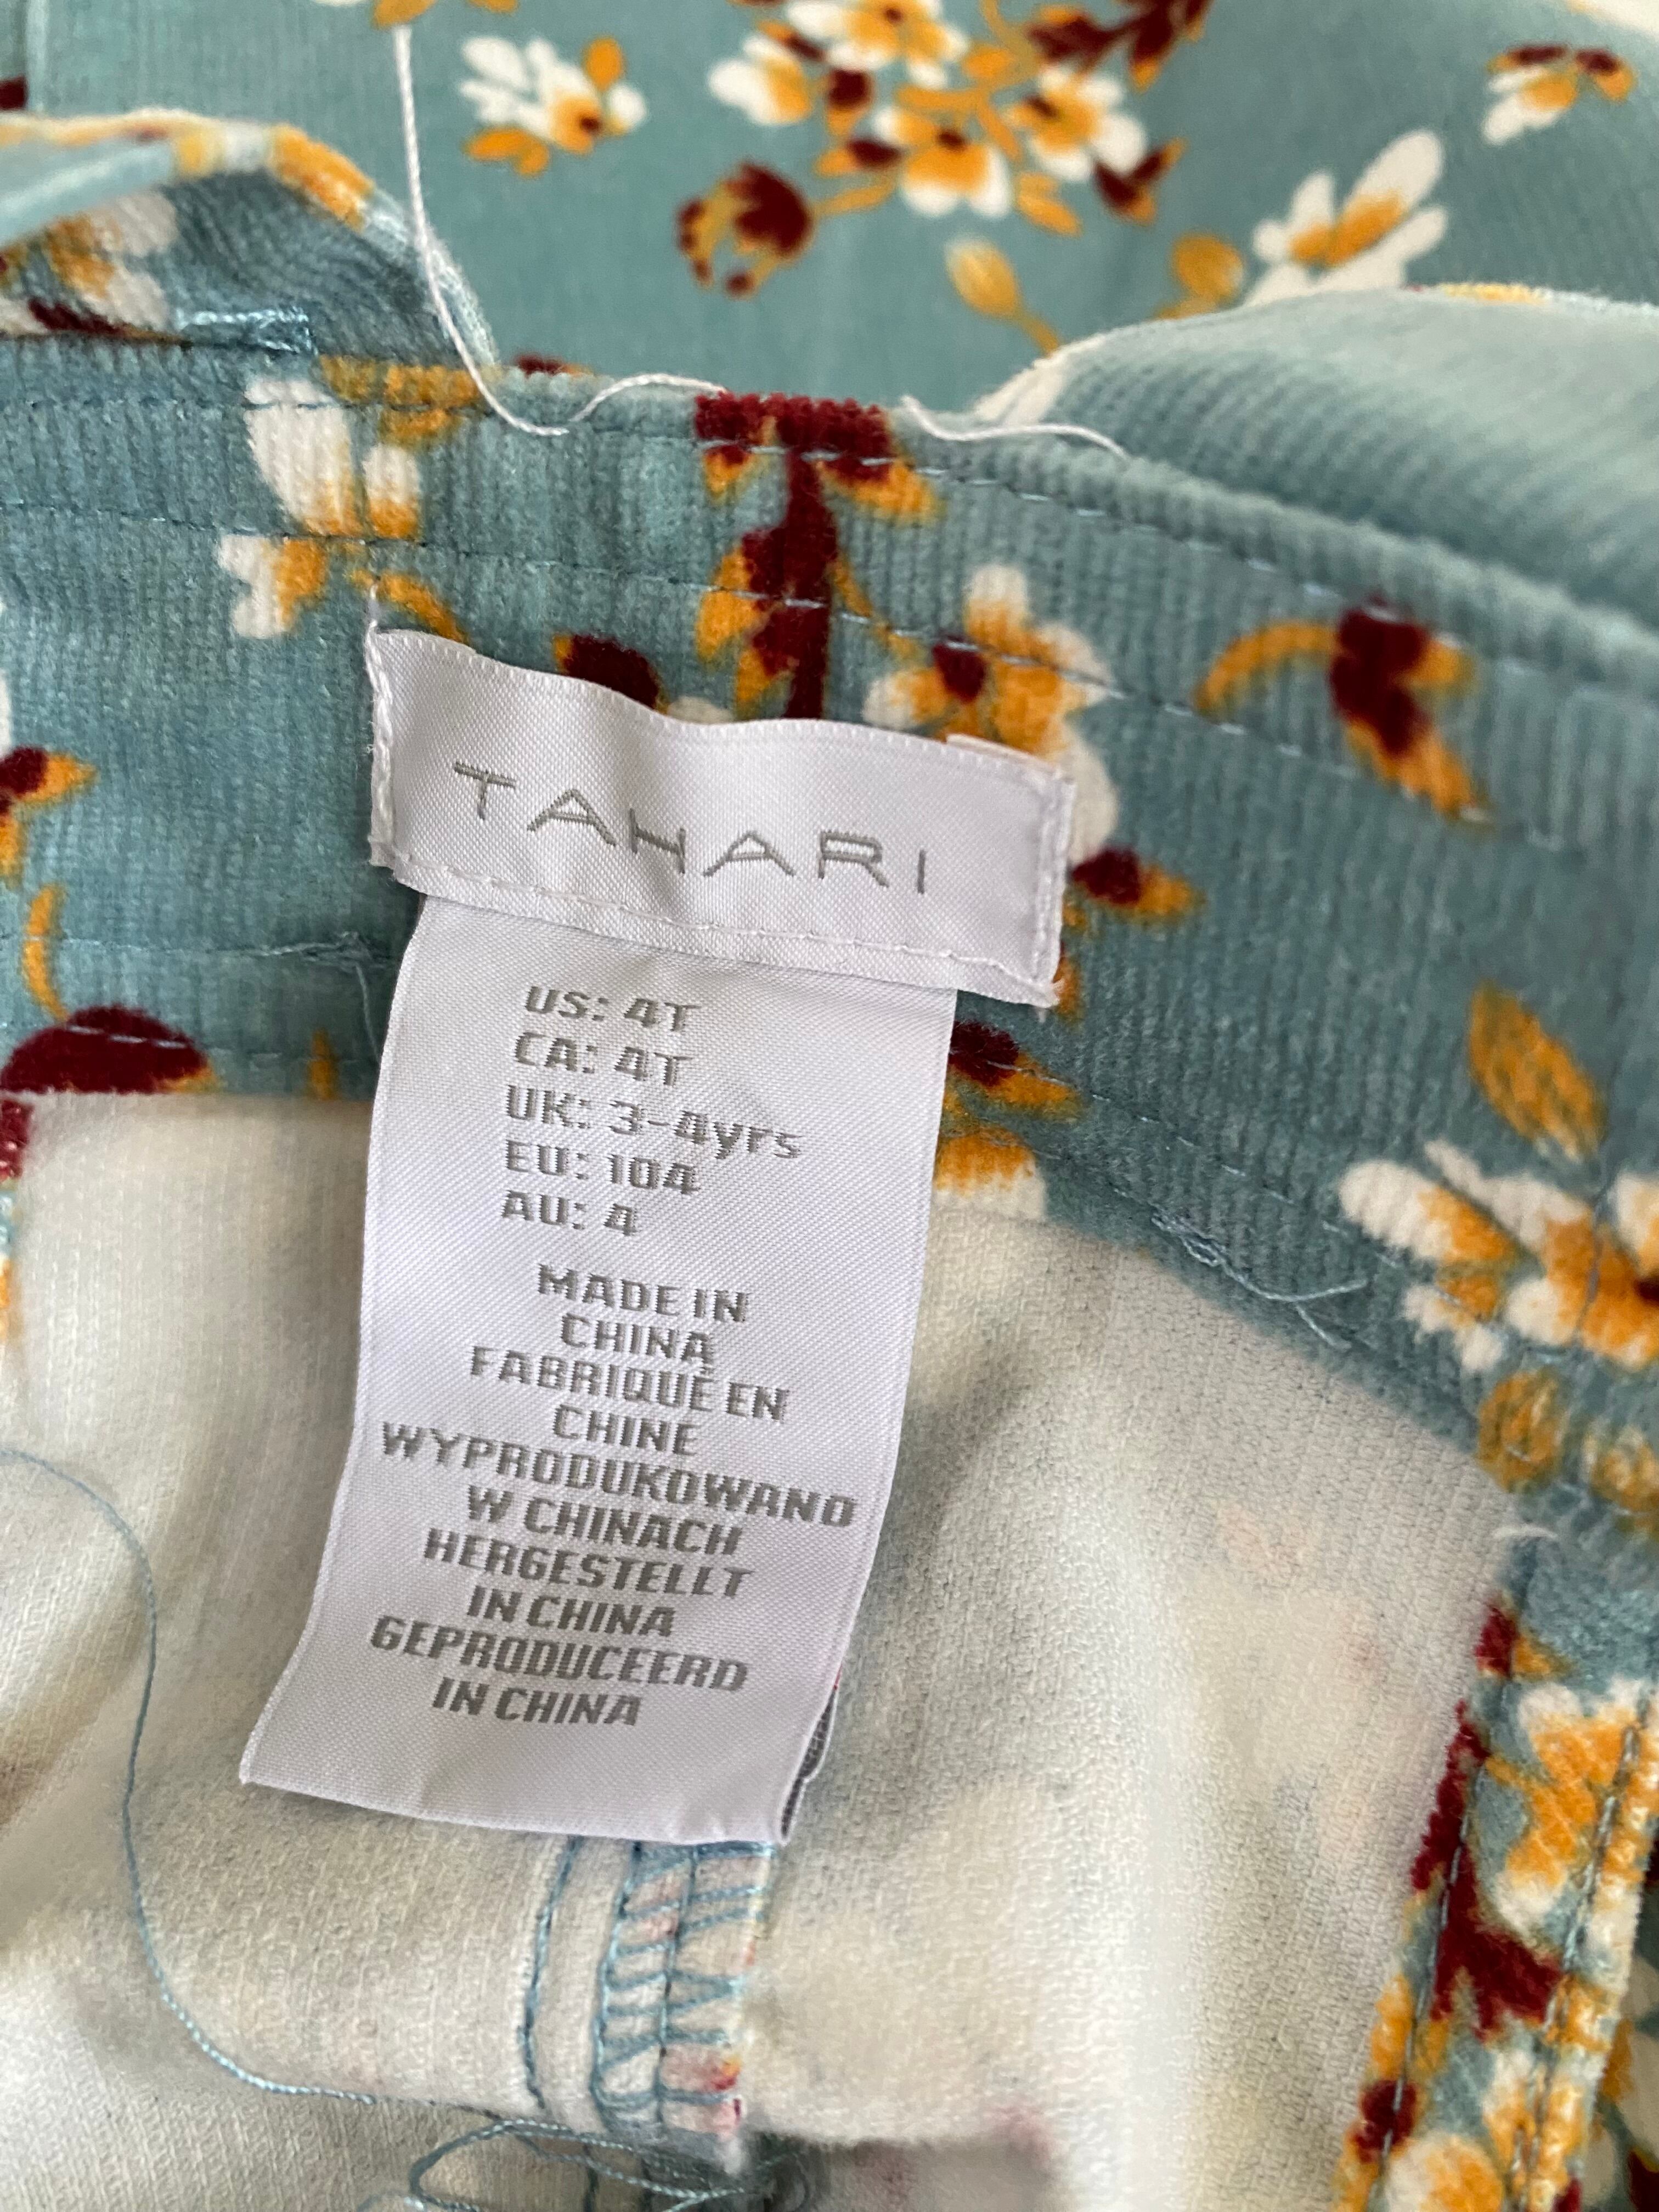 TAHARI
US: 4T
CA: 4T
UK: 3-4yrs
EU: 104
AU: 4
MADE IN
CHINA
FABRIQUÉ EN
CHINE
WYPRODUKOWANO
W CHINACH
HERGESTELLT
IN CHINA
GEPRODUCEERD
IN CHINA